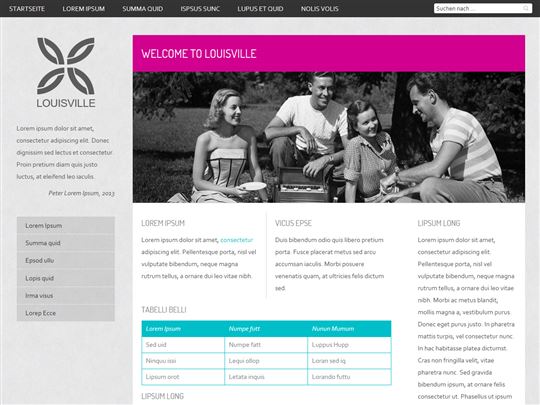 STARTSEITE LOREM IPSUM SUMMA QUID ISPSUS SUNC LUPUS ET QUID NOLIS VOLIS Suchen nach ...
LOUISVILLE
Lorem ipsum dolor sit amet,
consectetur adipiscing elit. Donec
dignissim sed lectus et consectetur.
Proin pretium diam quis justo
luctus, at eleifend leo iaculis.
Peter Lorem Ipsum, 2013
Lorem Ipsum
Summa quid
Epsod ullu
Lopis quid
Irma visus
Lorep Ecce
WELCOME TO LOUISVILLE
LOREM IPSUM
Lorem ipsum dolor sit amet, consectetur
adipiscing elit. Pellentesque porta, nisl vel
vulputate bibendum, neque magna
rutrum tellus, a ornare dui leo vitae nibh.
VICUS EPSE
Duis bibendum odio quis libero pretium
porta. Fusce placerat metus sed arcu
accumsan iaculis. Morbi posuere
venenatis quam, at ultricies felis dictum
sed.
TABELLI BELLI
Lorem Ipsum Numpe futt Nunun Mumum
Sed uid Numpe fatt Luppus Hupp
Ninquu issi Lequi ollop Loran sed iq
Lipsum orot Letata inquis Lorando futtu
LIPSUM LONG
LIPSUM LONG
Lorem ipsum dolor sit amet,
consectetur adipiscing elit.
Pellentesque porta, nisl vel
vulputate bibendum, neque
magna rutrum tellus, a
ornare dui leo vitae nibh.
Morbi ac metus blandit,
mollis magna a, vestibulum
purus. Donec eget purus
justo. In pharetra mattis
turpis, vel consectetur nibh.
In hac habitasse platea
dictumst. Cras non fringilla
velit, vitae pharetra risus.
Sed gravida bibendum
ipsum, at ornare felis
consectetur ut. Phasellus ut ipsum